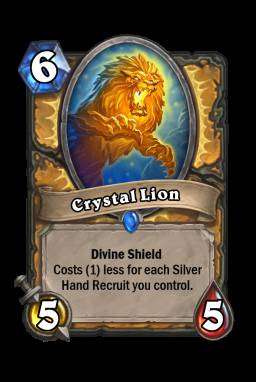 6
Crystal Lion
Divine Shield
Costs (1) less for each Silver
Hand Recruit you control.
5 5